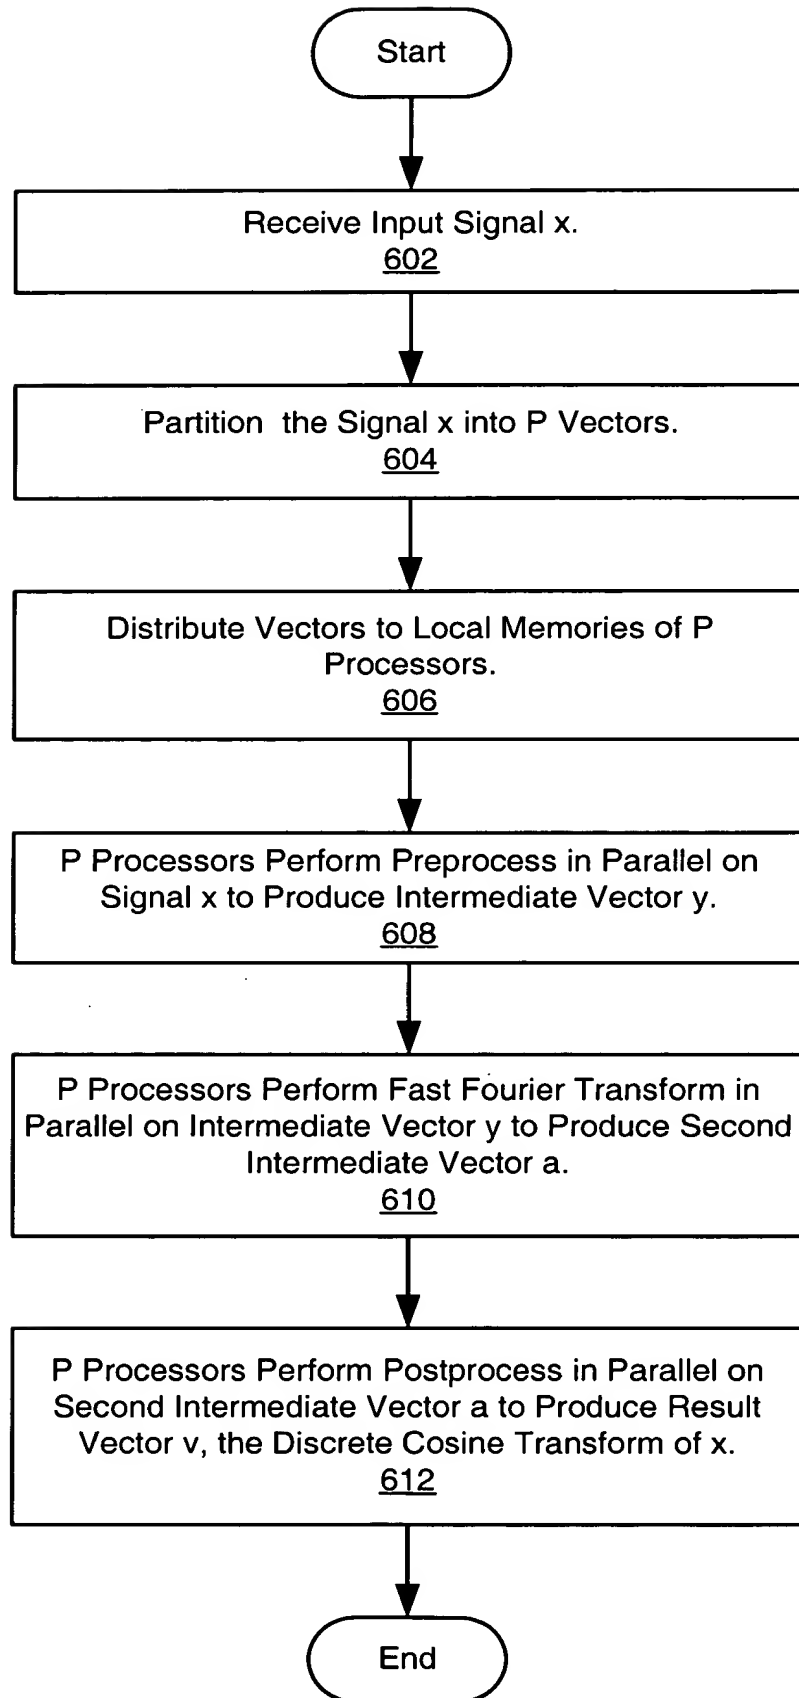 Start
Receive Input Signal x.
602
Partition the Signal x into P Vectors.
604
Distribute Vectors to Local Memories of P
Processors.
606
P Processors Perform Preprocess in Parallel on
Signal x to Produce Intermediate Vector y.
608
P Processors Perform Fast Fourier Transform in
Parallel on Intermediate Vector y to Produce Second
Intermediate Vector a.
610
P Processors Perform Postprocess in Parallel on
Second Intermediate Vector a to Produce Result
Vector v, the Discrete Cosine Transform of x.
612
End